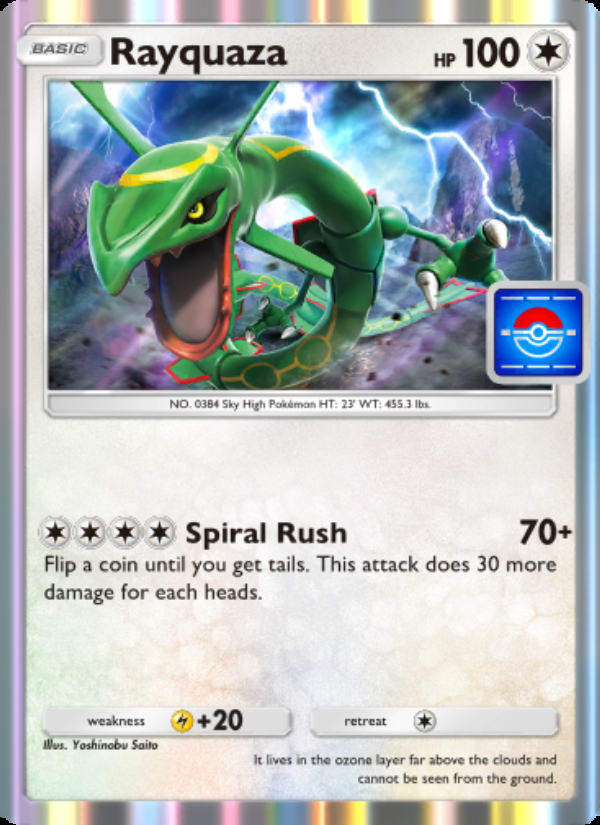 BASIC Rayquaza HP 100
NO. 0384 Sky High Pokémon HT: 23' WT: 455.3 lbs.
Spiral Rush 70+
Flip a coin until you get tails. This attack does 30 more
damage for each heads.
weakness +20 retreat
Illus. Yoshinobu Saito
It lives in the ozone layer far above the clouds and
cannot be seen from the ground.